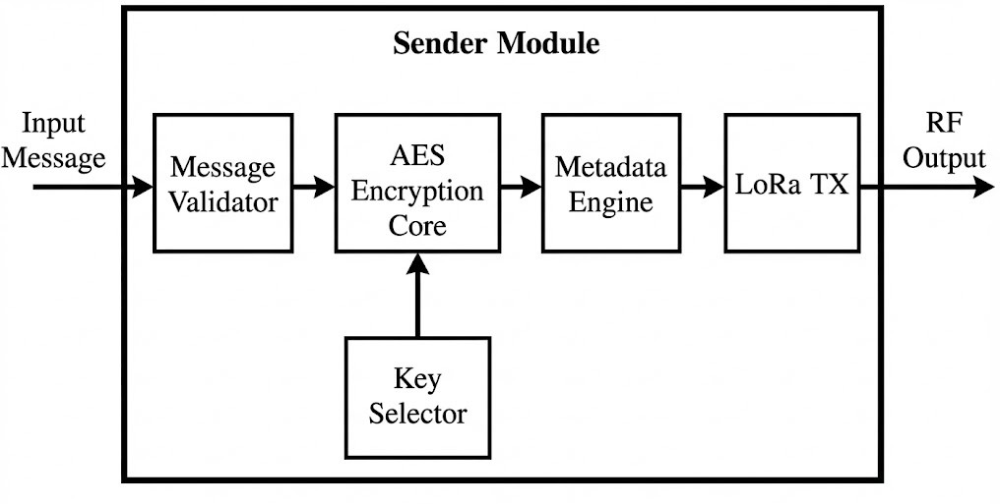 Sender Module
Input
Message
Message
Validator
AES
Encryption
Core
Metadata
Engine
LoRa TX
RF
Output
Key
Selector